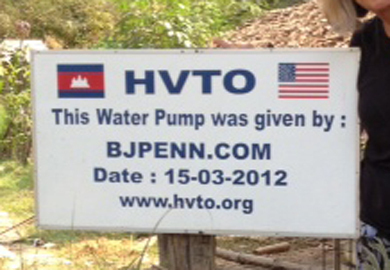 HVTO
This Water Pump was given by :
BJPENN.COM
Date : 15-03-2012
www.hvto.org